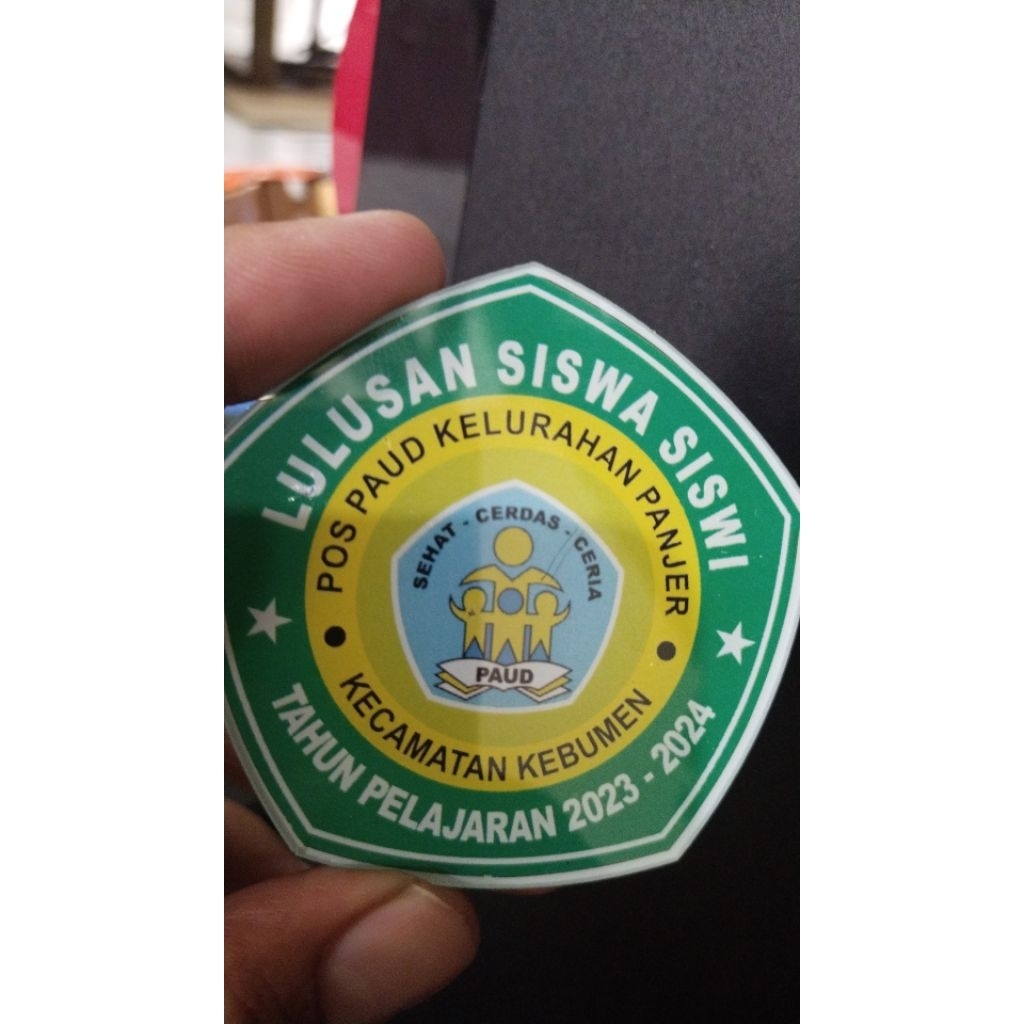 LULUSAN SISWA SISWI
POS PAUD KELURAHAN PANJER
SEHAT - CERDAS - CERIA
PAUD
KECAMATAN KEBUMEN
TAHUN PELAJARAN 2023 - 2024